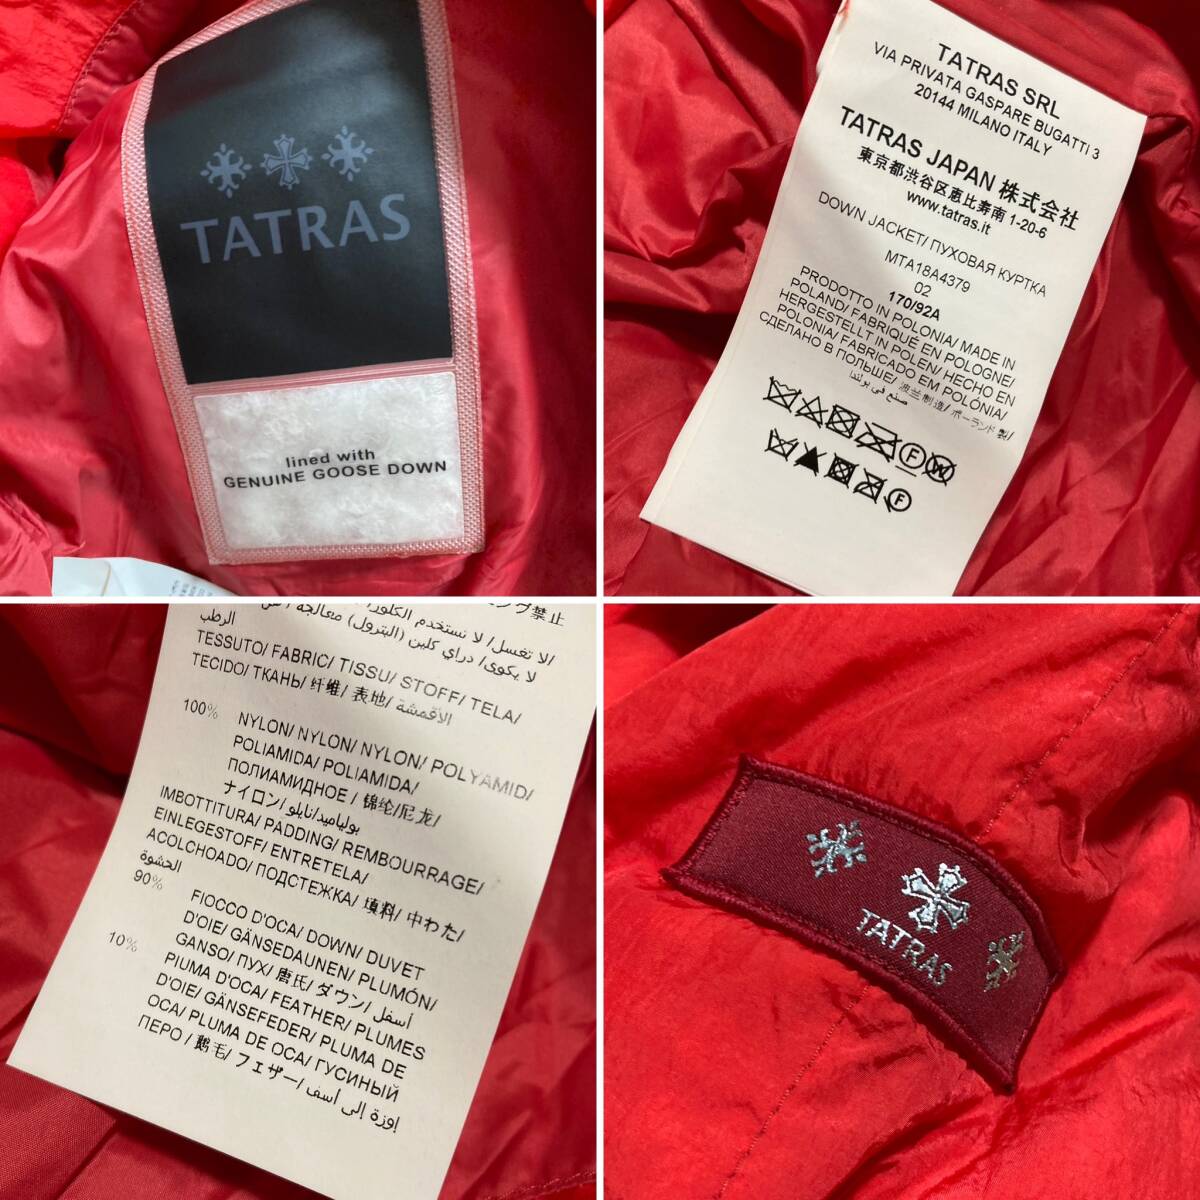 TATRAS
lined with
GENUINE GOOSE DOWN
TATRAS SRL
VIA PRIVATA GASPARE BUGATTI 3
20144 MILANO ITALY
TATRAS JAPAN 株式会社
東京都渋谷区恵比寿南 1-20-6
www.tatras.it
DOWN JACKET/ ПУХОВАЯ КУРТКА
MTA18A4379
02
170/92A
PRODOTTO IN POLONIA/ MADE IN
POLAND/ FABRIQUÉ EN POLOGNE/
HERGESTELLT IN POLEN/ HECHO EN
POLONIA/ FABRICADO EM POLÓNIA/
СДЕЛАНО В ПОЛЬШЕ/ 波兰制造/ ポーランド製/
صنع في بولندا
F W
F
ング禁止
لا تغسل/ لا تستخدم الكلور/
لا يكوى/ دراي كلين (البترول) معالجة
الرطب
TESSUTO/ FABRIC/ TISSU/ STOFF/ TELA/
TECIDO/ ТКАНЬ/ 纤维/ 表地/ الأقمشة
100% NYLON/ NYLON/ NYLON/ POLYAMID/
POLIAMIDA/ POLIAMIDA/
ПОЛИАМИДНОЕ / 锦纶/尼龙/
ナイロン/ بولياميد/نايلو
IMBOTTITURA/ PADDING/ REMBOURRAGE/
EINLEGESTOFF/ ENTRETELA/
ACOLCHOADO/ ПОДСТЕЖКА/ 填料/ 中わた/
الحشوة
90% FIOCCO D'OCA/ DOWN/ DUVET
D'OIE/ GÄNSEDAUNEN/ PLUMÓN/
GANSO/ ПУХ/ 唐氏/ ダウン/ أسفل
10% PIUMA D'OCA/ FEATHER/ PLUMES
D'OIE/ GÄNSEFEDER/ PLUMA DE
OCA/ PLUMA DE OCA/ ГУСИНЫЙ
ПЕРО / 鹅毛/ フェザー/ إوزة إلى أسف
TATRAS